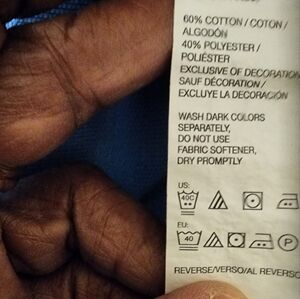 60% COTTON / COTON /
ALGODÓN
40% POLYESTER /
POLIÉSTER
EXCLUSIVE OF DECORATION
SAUF DÉCORATION /
EXCLUYE LA DECORACIÓN
WASH DARK COLORS
SEPARATELY,
DO NOT USE
FABRIC SOFTENER,
DRY PROMPTLY
US:
40C
EU:
40 P
REVERSE/VERSO/AL REVERSO